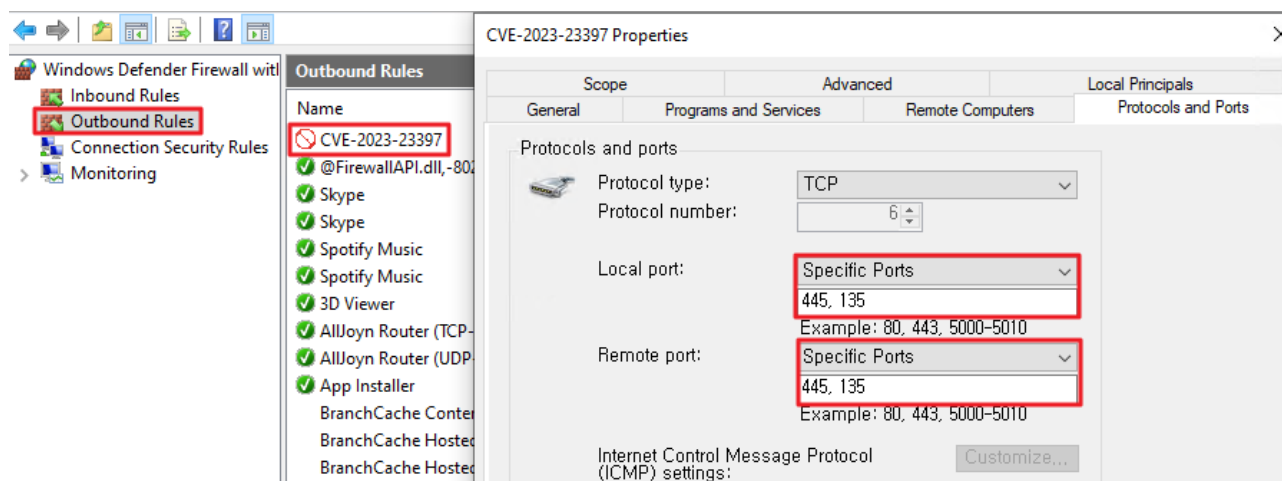 CVE-2023-23397 Properties
Windows Defender Firewall witl
Inbound Rules
Outbound Rules
Connection Security Rules
Monitoring
Outbound Rules
Name
CVE-2023-23397
@FirewallAPI.dll,-802
Skype
Skype
Spotify Music
Spotify Music
3D Viewer
AllJoyn Router (TCP-
AllJoyn Router (UDP-
App Installer
BranchCache Conter
BranchCache Hosted
BranchCache Hosted
Scope
Advanced
Local Principals
General
Programs and Services
Remote Computers
Protocols and Ports
Protocols and ports
Protocol type:
TCP
Protocol number:
6
Local port:
Specific Ports
445, 135
Example: 80, 443, 5000-5010
Remote port:
Specific Ports
445, 135
Example: 80, 443, 5000-5010
Internet Control Message Protocol
(ICMP) settings:
Customize...